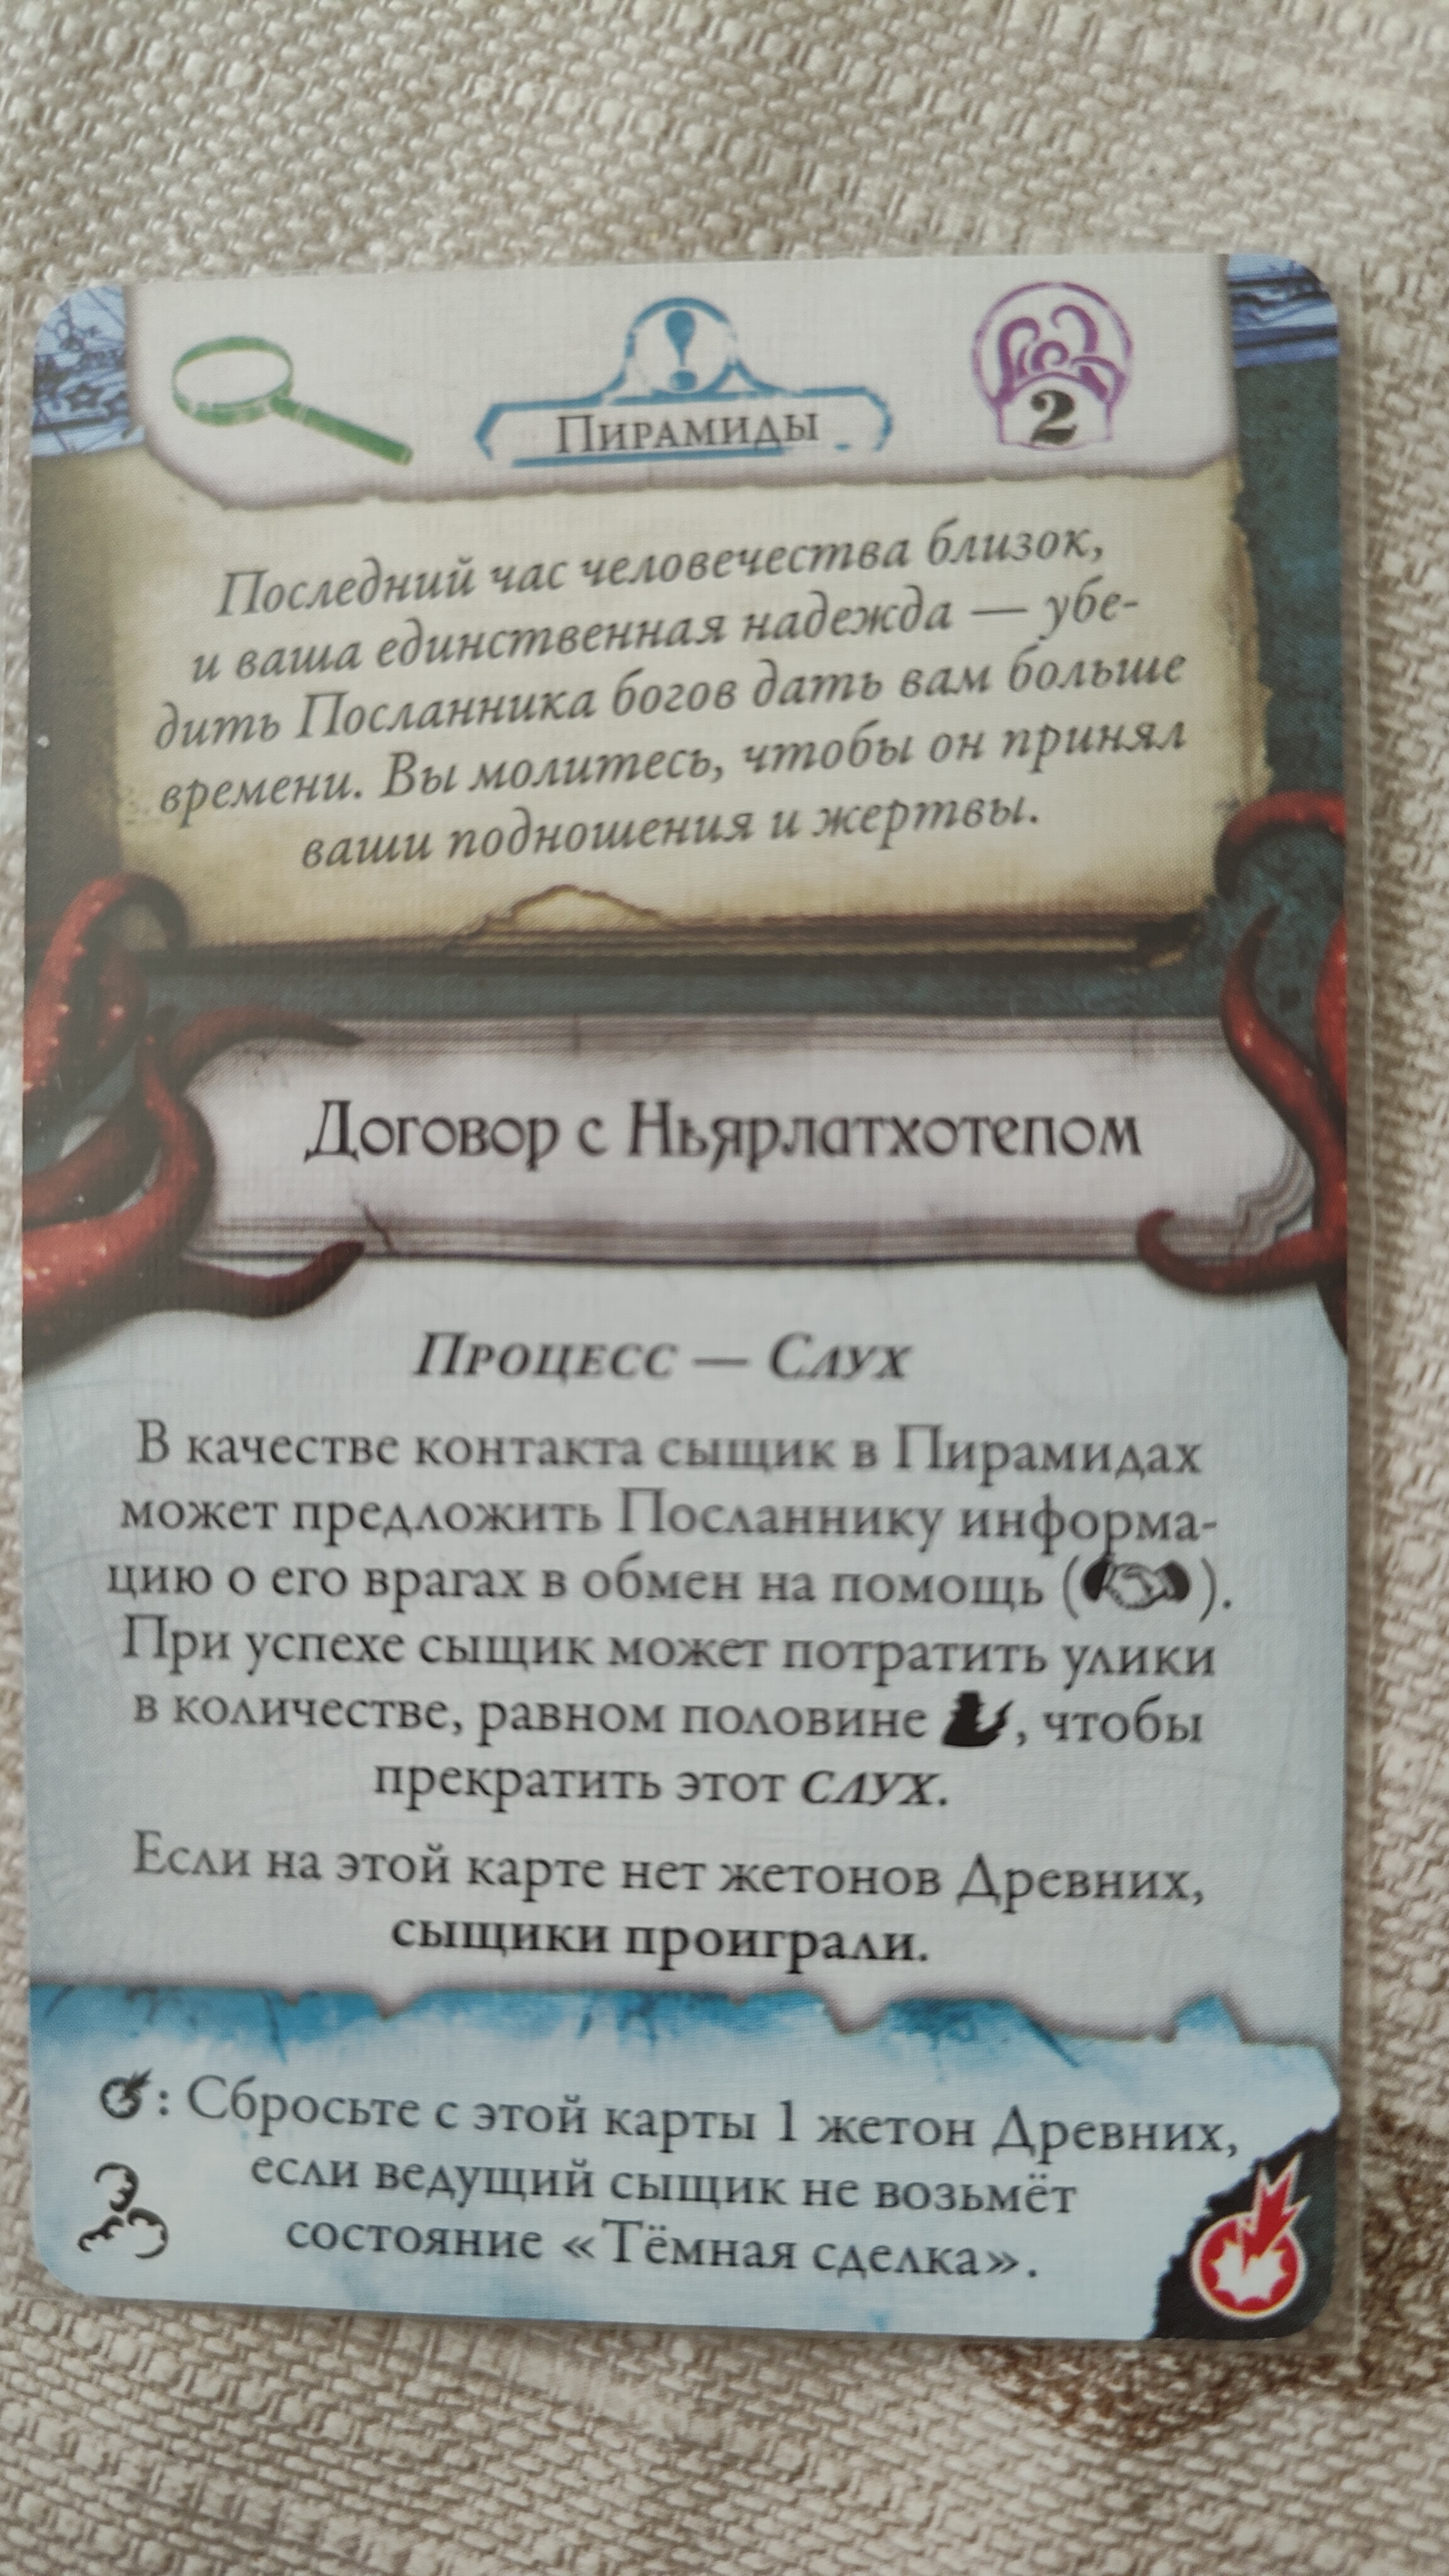 Пирамиды
2
Последний час человечества близок,
и ваша единственная надежда — убе-
дить Посланника богов дать вам больше
времени. Вы молитесь, чтобы он принял
ваши подношения и жертвы.
Договор с Ньярлатхотепом
Процесс — Слух
В качестве контакта сыщик в Пирамидах
может предложить Посланнику информа-
цию о его врагах в обмен на помощь ( ).
При успехе сыщик может потратить улики
в количестве, равном половине , чтобы
прекратить этот СЛУХ.
Если на этой карте нет жетонов Древних,
сыщики проиграли.
: Сбросьте с этой карты 1 жетон Древних,
если ведущий сыщик не возьмёт
состояние «Тёмная сделка».